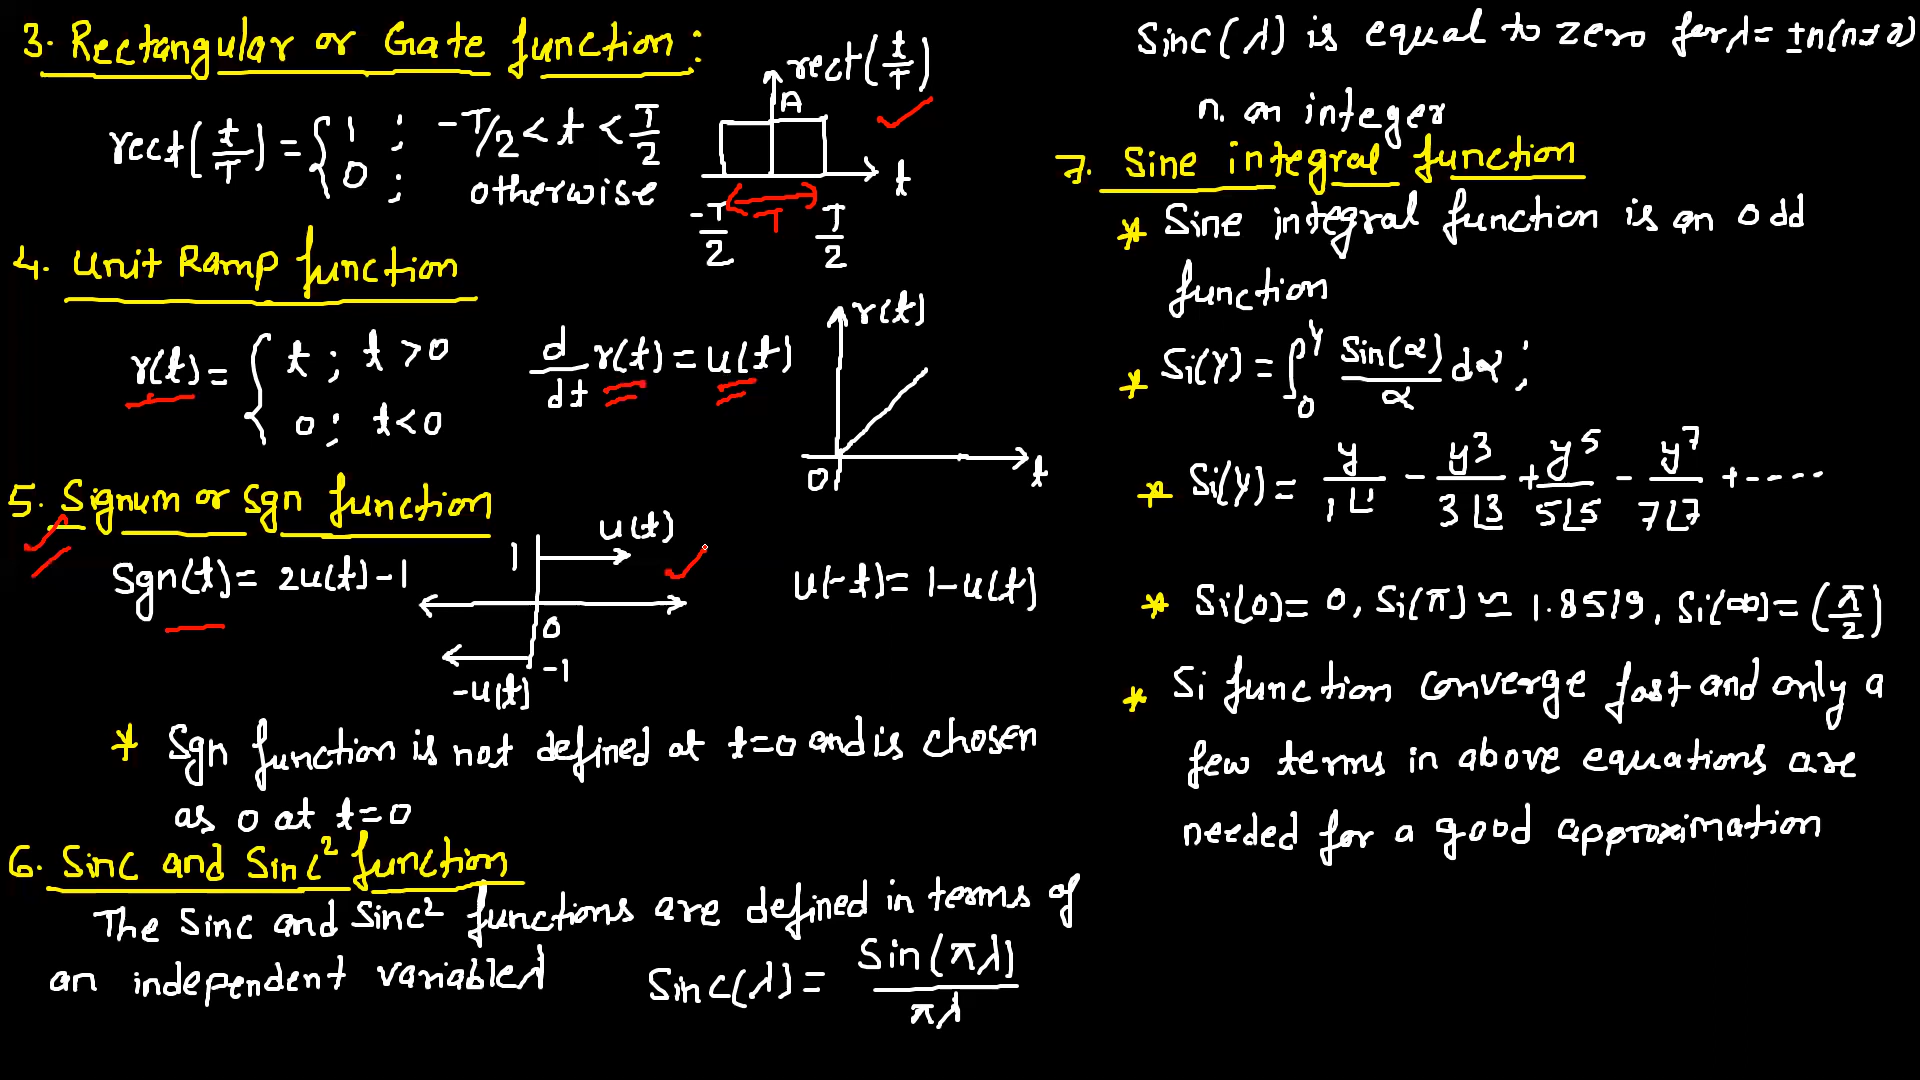 3. Rectangular or Gate function:
rect(t/T) = { 1 ; -T/2 < t < T/2
0 ; otherwise
rect(t/T)
A
t
-T/2
T
T/2
4. Unit Ramp function
r(t) = { t ; t > 0
0 ; t < 0
d/dt r(t) = u(t)
r(t)
0
t
5. Signum or Sgn function
Sgn(t) = 2u(t) - 1
1
u(t)
0
-1
-u(t)
u(-t) = 1 - u(t)
* Sgn function is not defined at t=0 and is chosen
as 0 at t=0
6. Sinc and Sinc² function
The Sinc and Sinc² functions are defined in terms of
an independent variable λ
Sinc(λ) = Sin(πλ)/πλ
Sinc(λ) is equal to zero for λ = ±n (n≠0)
n. an integer
7. Sine integral function
* Sine integral function is an odd
function
* Si(Y) = ∫₀^Y Sin(α)/α dα ;
* Si(Y) = y/1∟1 - y3/3∟3 + y5/5∟5 - y7/7∟7 + ----
* Si(0) = 0, Si(π) ≃ 1.8519, Si(∞) = (π/2)
* Si function converge fast and only a
few terms in above equations are
needed for a good approximation